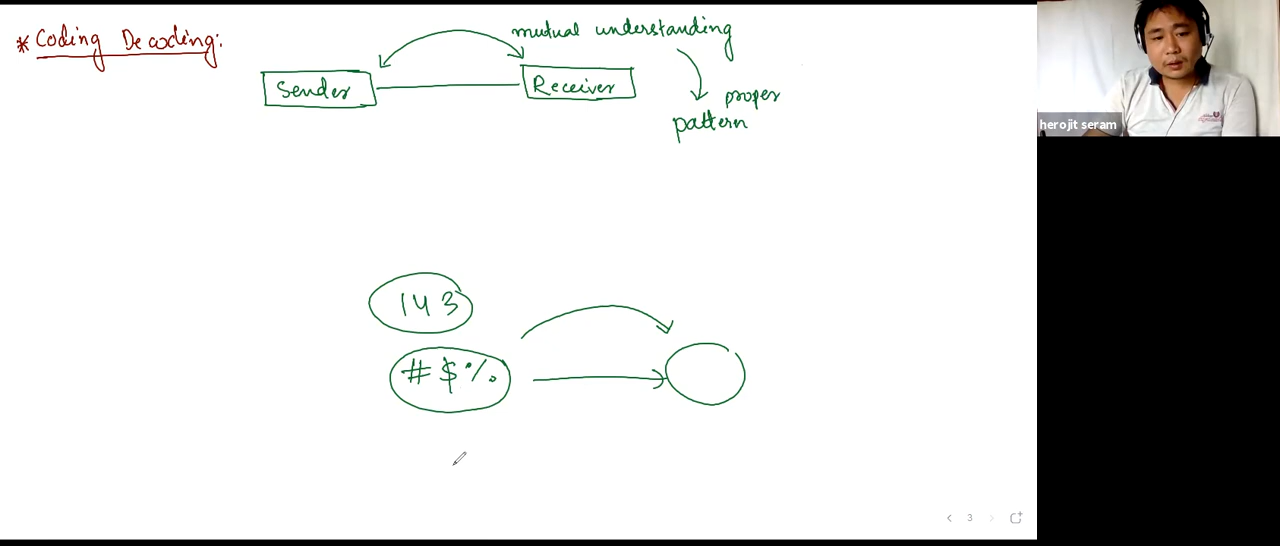 * Coding Decoding:
mutual understanding
Sender
Receiver
proper
pattern
143
#$%
herojit seram
3